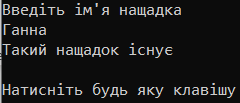 Введіть ім'я нащадка
Ганна
Такий нащадок існує
Натисніть будь яку клавішу